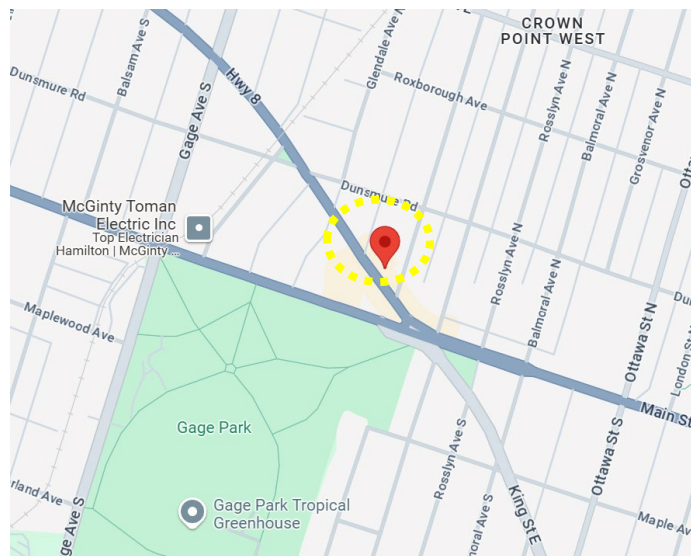 CROWN
POINT WEST
Hwy 8
Balsam Ave S
Dunsmure Rd
Gage Ave S
Glendale Ave N
Roxborough Ave
Rosslyn Ave N
Balmoral Ave N
Grosvenor Ave N
Dunsmure Rd
McGinty Toman
Electric Inc
Top Electrician
Hamilton | McGinty ...
Rosslyn Ave N
Balmoral Ave N
Maplewood Ave
Ottawa St N
London St N
Main St
Gage Park
Rosslyn Ave S
Ottawa St S
Gage Park Tropical
Greenhouse
King St E
Maple Av